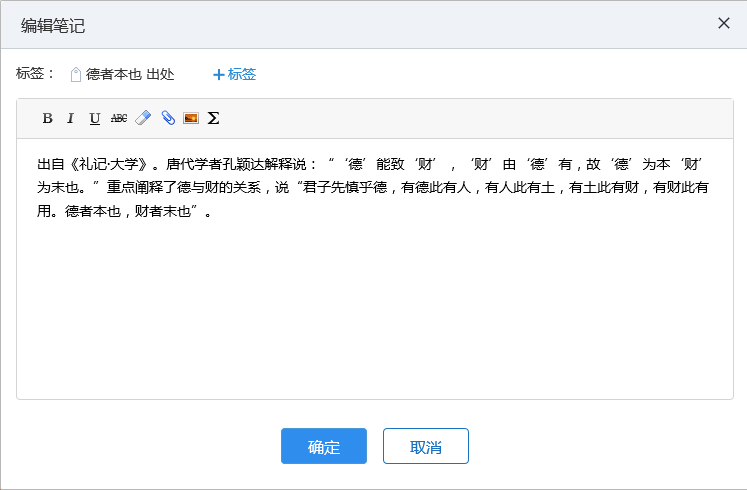 编辑笔记
标签： 德者本也 出处 +标签
B I U ABC Σ
出自《礼记·大学》。唐代学者孔颖达解释说：“‘德’能致‘财’，‘财’由‘德’有，故‘德’为本‘财’
为末也。”重点阐释了德与财的关系，说“君子先慎乎德，有德此有人，有人此有土，有土此有财，有财此有
用。德者本也，财者末也”。
确定 取消